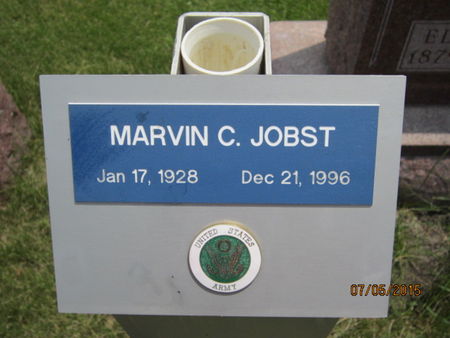 MARVIN C. JOBST
Jan 17, 1928 Dec 21, 1996
UNITED STATES
ARMY
07/05/2015